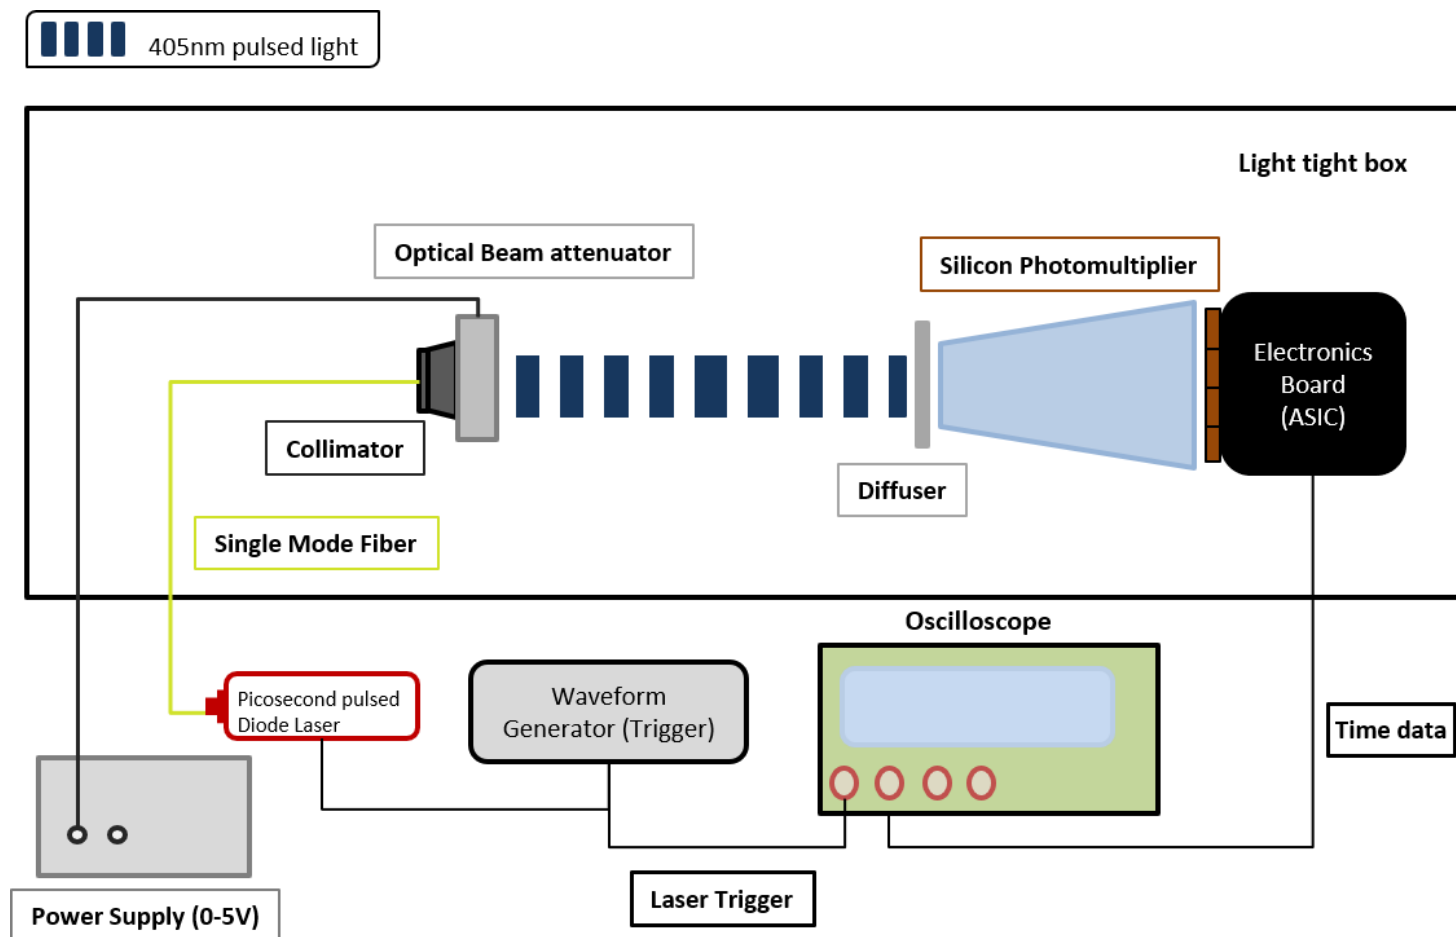 405nm pulsed light
Light tight box
Optical Beam attenuator
Silicon Photomultiplier
Electronics
Board
(ASIC)
Collimator
Diffuser
Single Mode Fiber
Oscilloscope
Picosecond pulsed
Diode Laser
Waveform
Generator (Trigger)
Time data
Laser Trigger
Power Supply (0-5V)